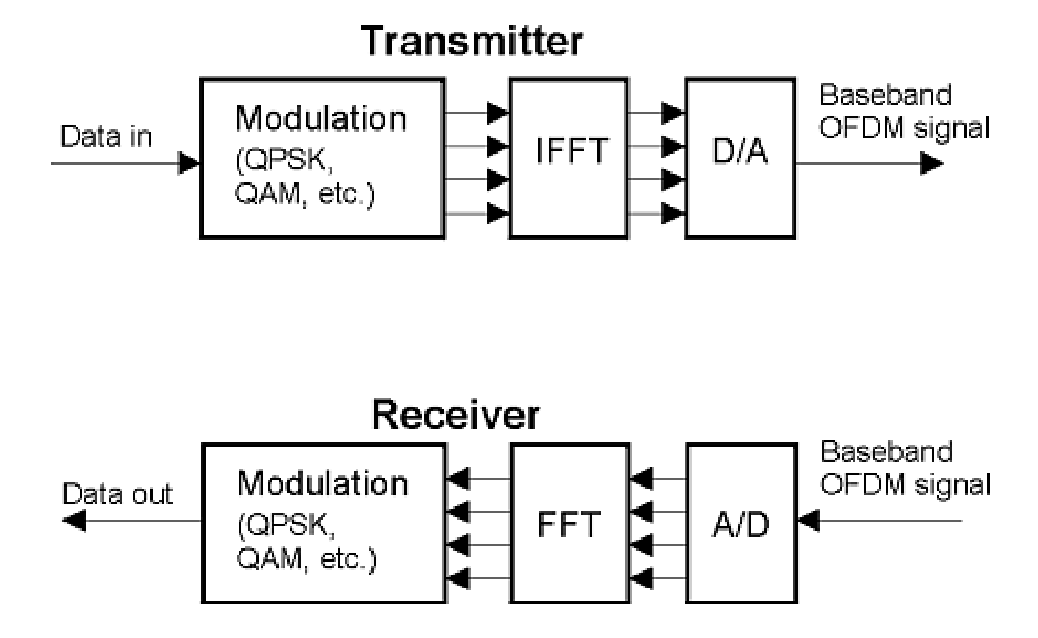 Transmitter
Data in
Modulation
(QPSK,
QAM, etc.)
IFFT
D/A
Baseband
OFDM signal
Receiver
Data out
Modulation
(QPSK,
QAM, etc.)
FFT
A/D
Baseband
OFDM signal